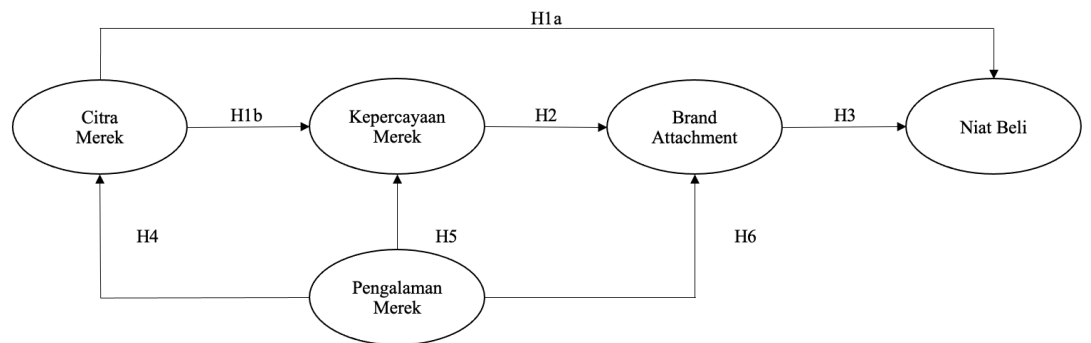 H1a
Citra
Merek
H1b
Kepercayaan
Merek
H2
Brand
Attachment
H3
Niat Beli
H4
H5
H6
Pengalaman
Merek